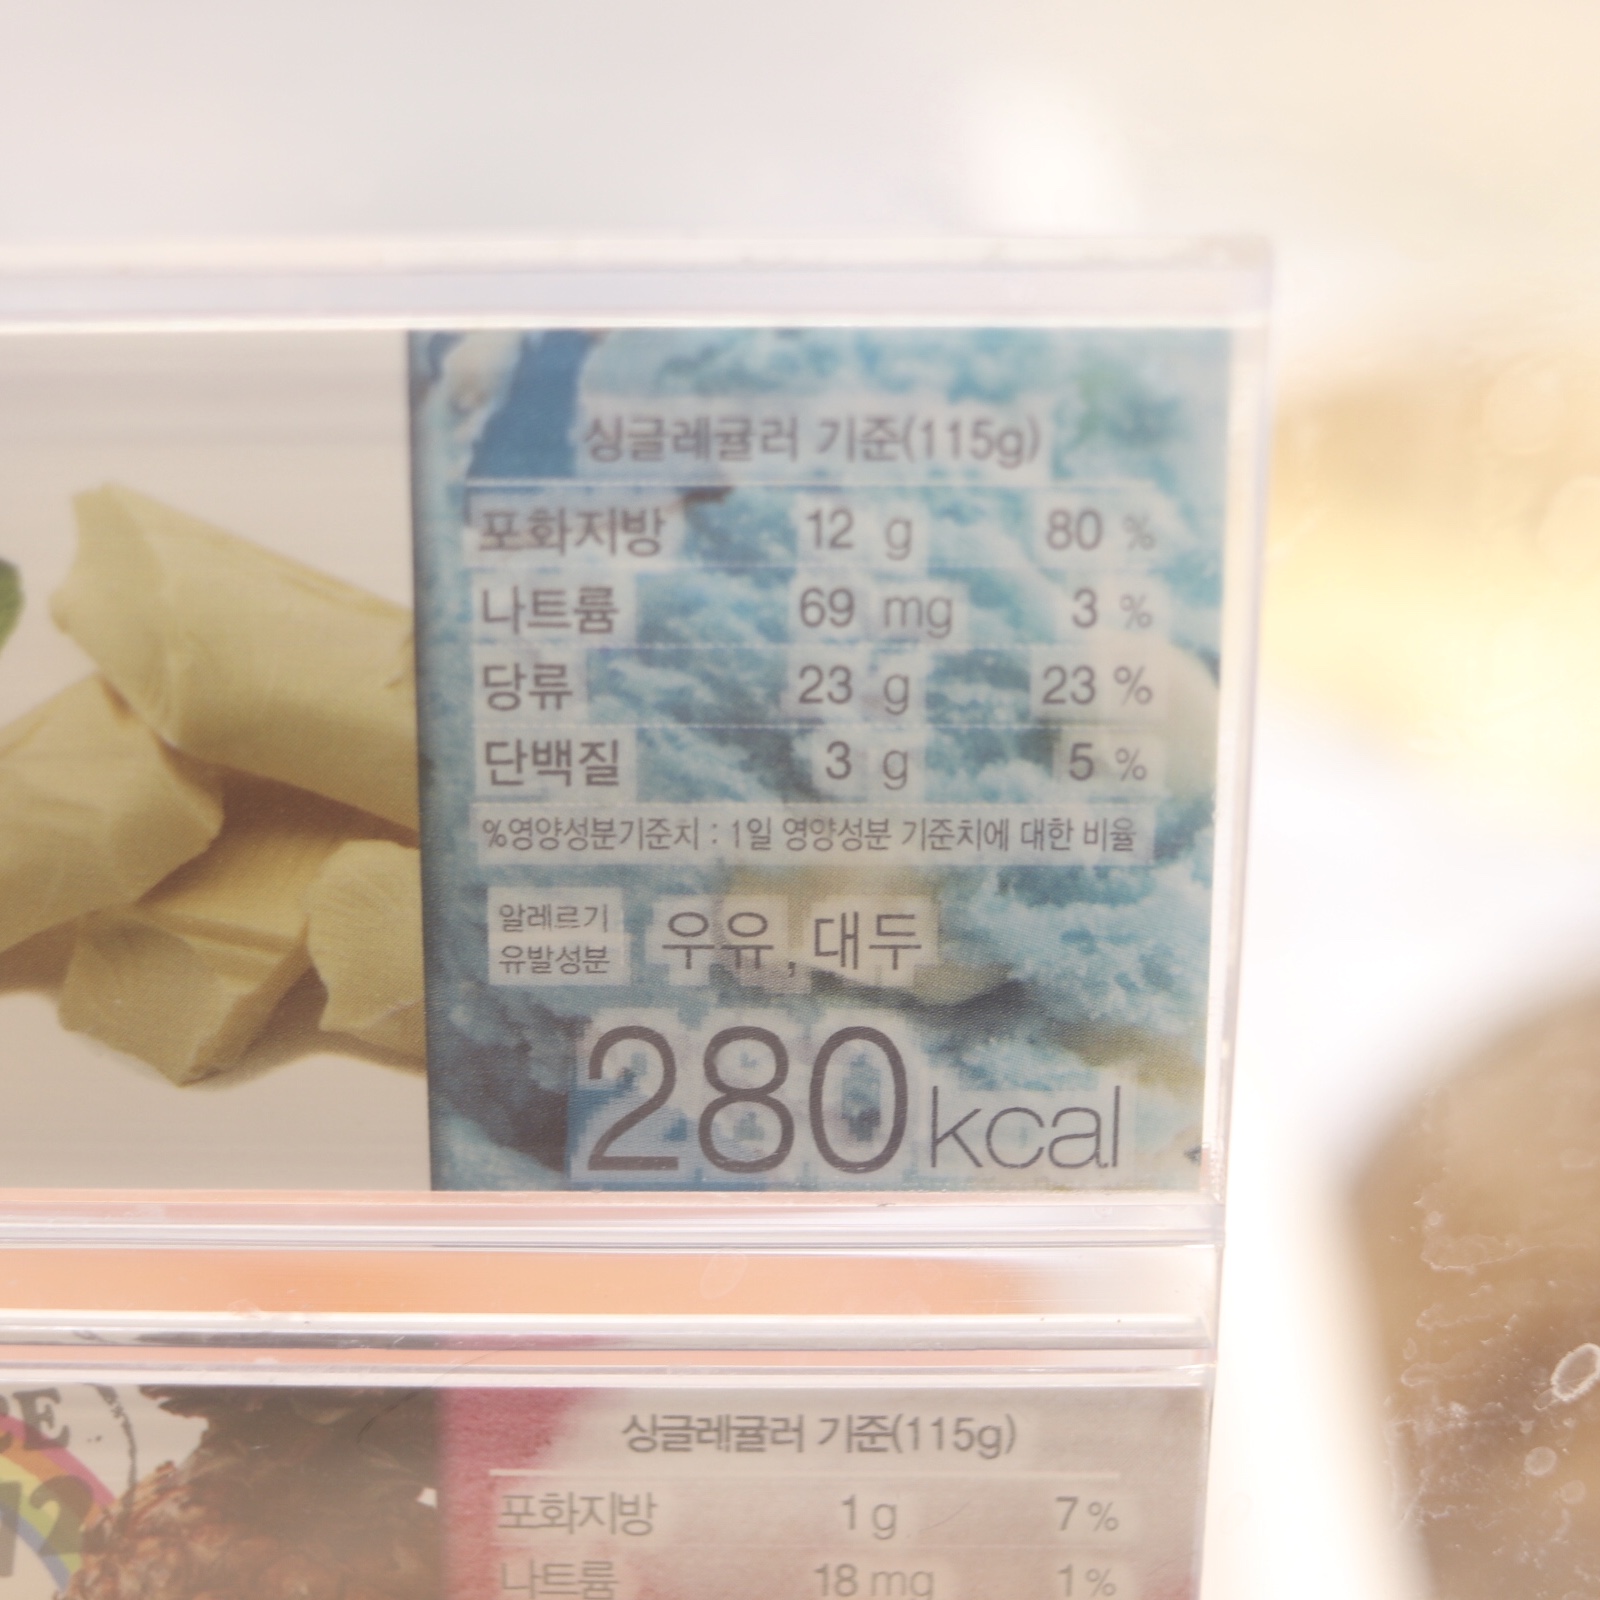 싱글레귤러 기준(115g)
포화지방 12 g 80 %
나트륨 69 mg 3 %
당류 23 g 23 %
단백질 3 g 5 %
%영양성분기준치 : 1일 영양성분 기준치에 대한 비율
알레르기
유발성분
우유, 대두
280 kcal
싱글레귤러 기준(115g)
포화지방 1 g 7 %
나트륨 18 mg 1 %